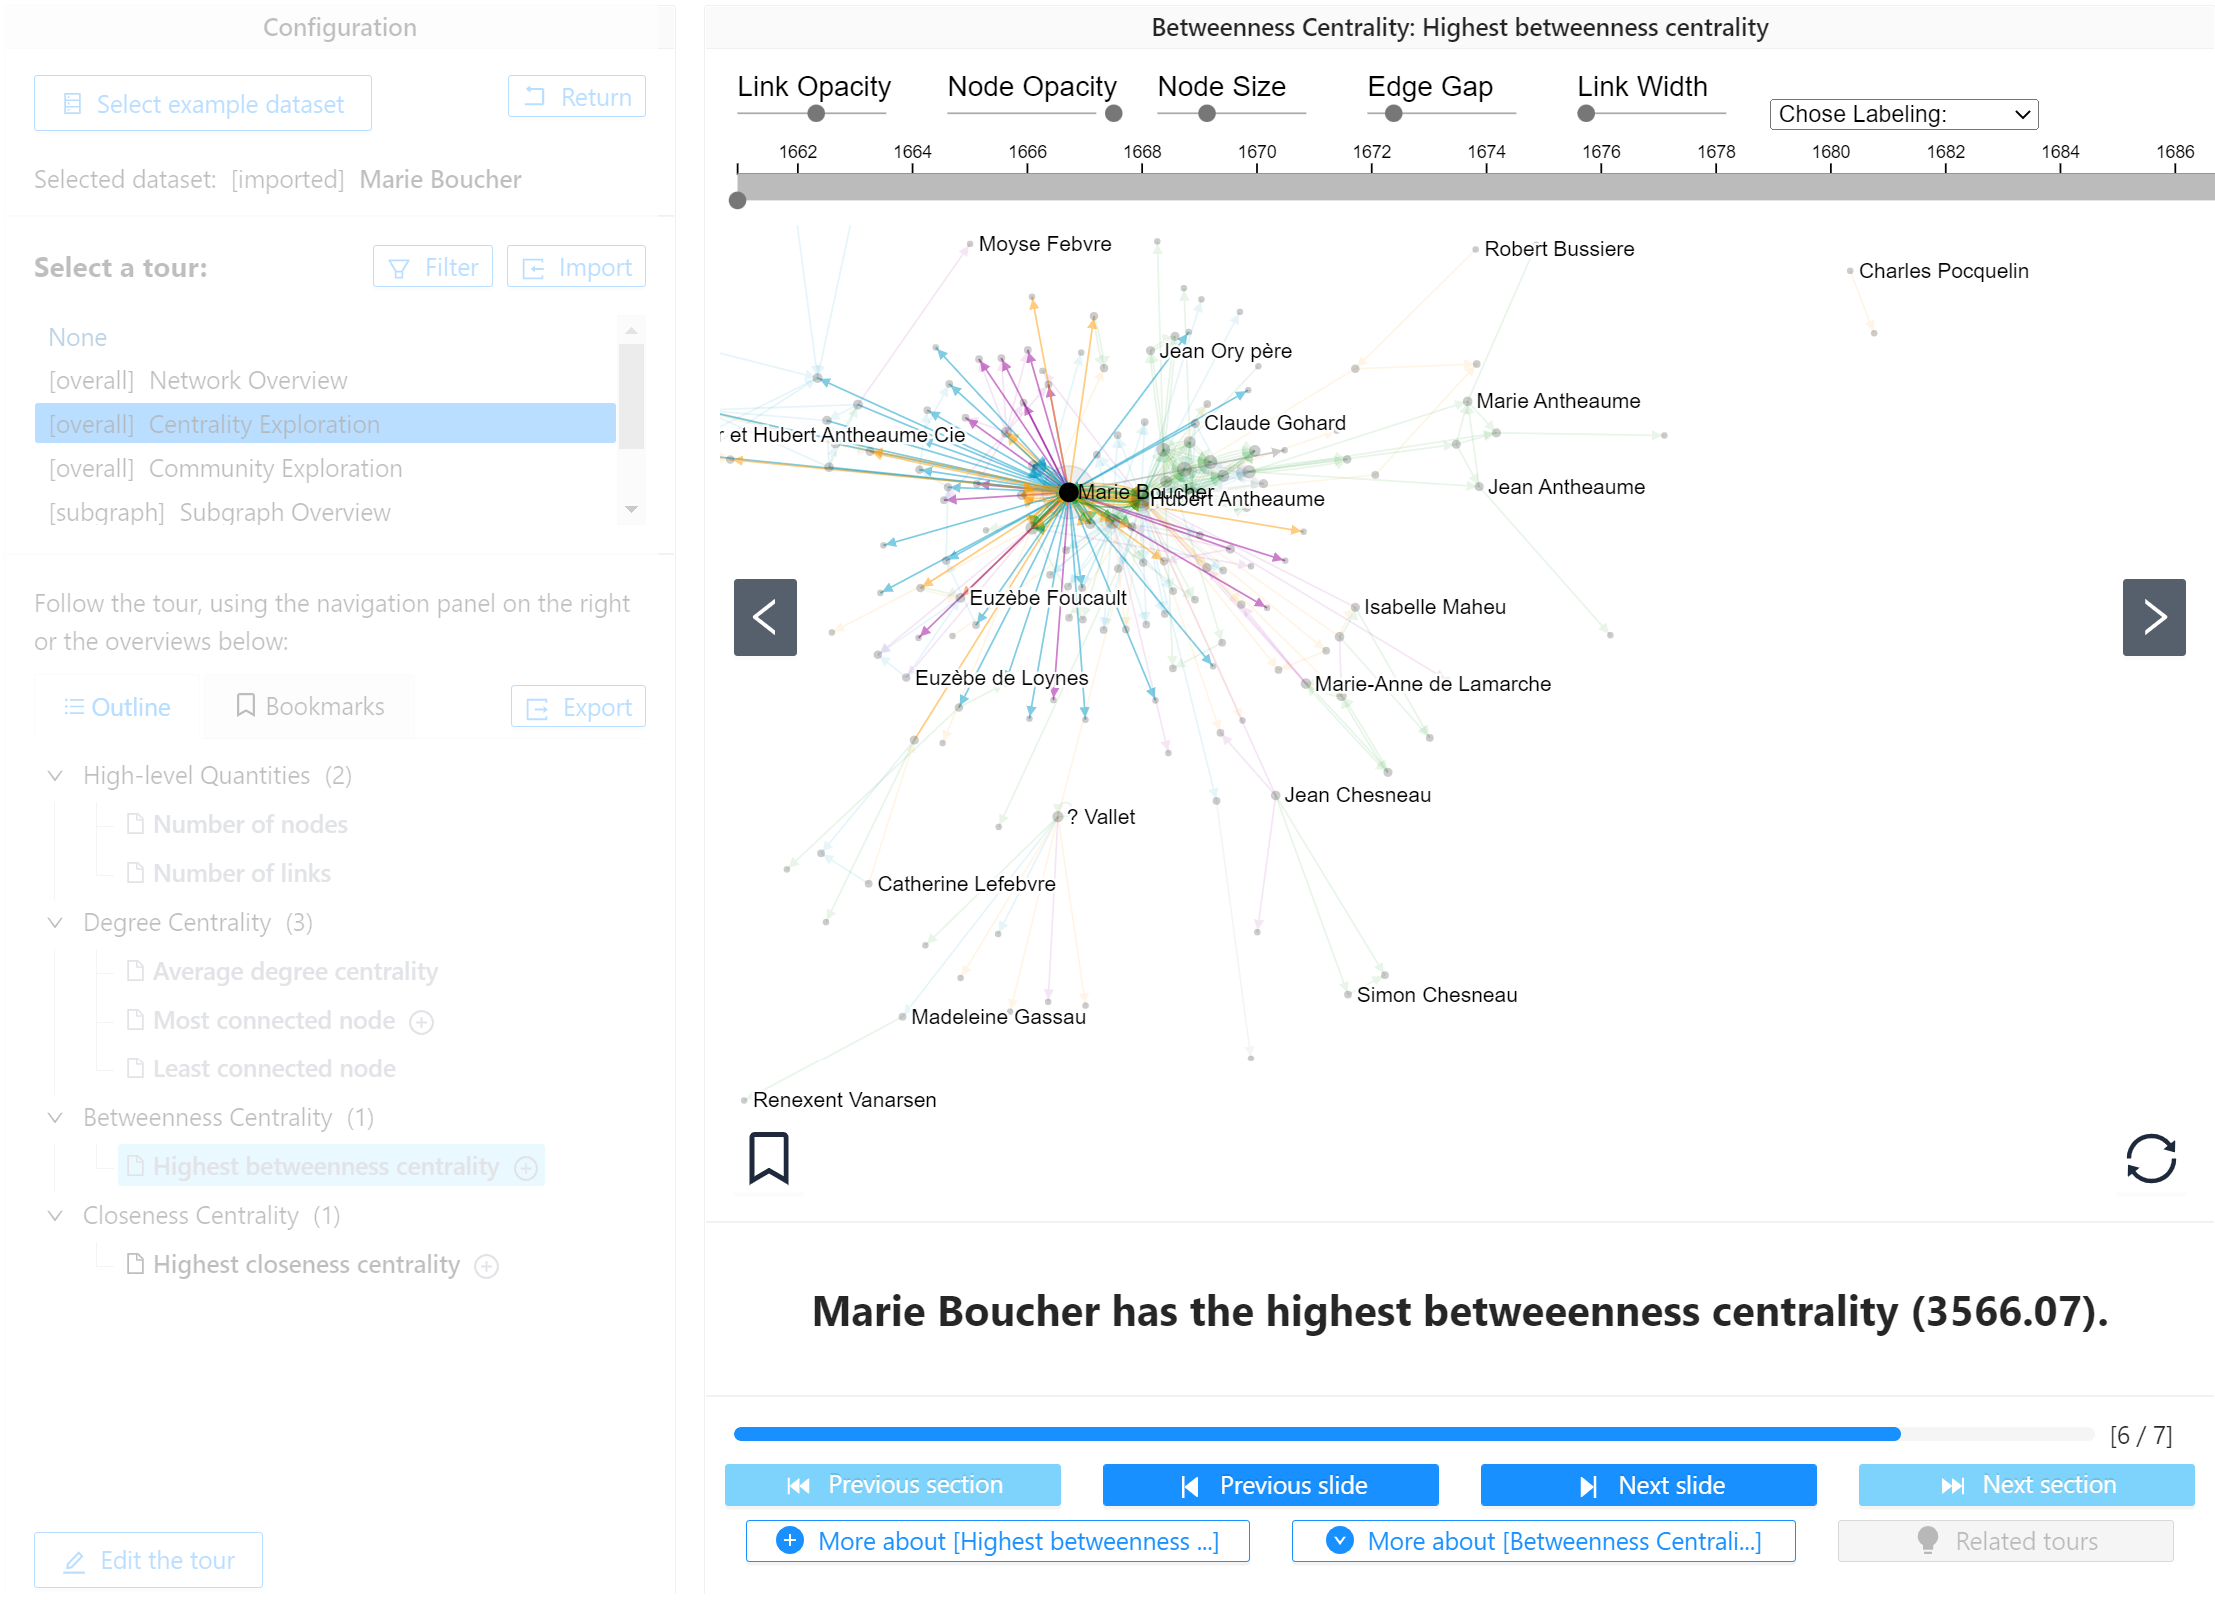 Configuration
Select example dataset
Return
Selected dataset: [imported] Marie Boucher
Select a tour:
Filter
Import
None
[overall] Network Overview
[overall] Centrality Exploration
[overall] Community Exploration
[subgraph] Subgraph Overview
Follow the tour, using the navigation panel on the right
or the overviews below:
Outline
Bookmarks
Export
High-level Quantities (2)
Number of nodes
Number of links
Degree Centrality (3)
Average degree centrality
Most connected node
Least connected node
Betweenness Centrality (1)
Highest betweenness centrality
Closeness Centrality (1)
Highest closeness centrality
Edit the tour
Betweenness Centrality: Highest betweenness centrality
Link Opacity
Node Opacity
Node Size
Edge Gap
Link Width
Chose Labeling:
1662 1664 1666 1668 1670 1672 1674 1676 1678 1680 1682 1684 1686
Moyse Febvre
Robert Bussiere
Charles Pocquelin
Jean Ory père
Marie Antheaume
Claude Gohard
r et Hubert Antheaume Cie
Jean Antheaume
Marie Boucher
Hubert Antheaume
Euzèbe Foucault
Isabelle Maheu
Euzèbe de Loynes
Marie-Anne de Lamarche
Jean Chesneau
? Vallet
Catherine Lefebvre
Simon Chesneau
Madeleine Gassau
Renexent Vanarsen
Marie Boucher has the highest betweeenness centrality (3566.07).
[6 / 7]
Previous section
Previous slide
Next slide
Next section
More about [Highest betweenness ...]
More about [Betweenness Centrali...]
Related tours